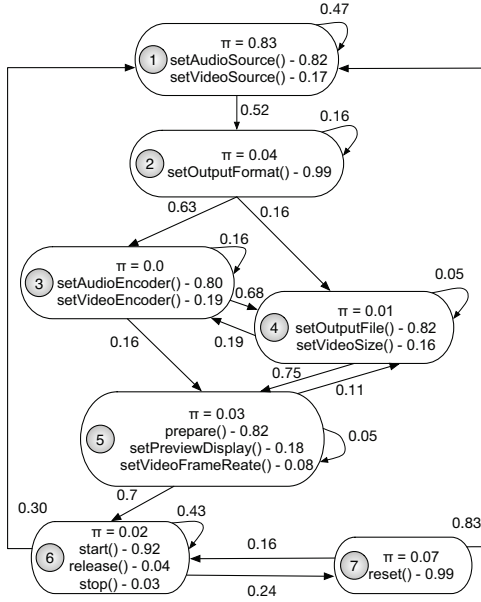 0.47
π = 0.83
1
setAudioSource() - 0.82
setVideoSource() - 0.17
0.52
0.16
π = 0.04
2
setOutputFormat() - 0.99
0.63
0.16
π = 0.0
0.16
3
setAudioEncoder() - 0.80
setVideoEncoder() - 0.19
0.68
0.05
π = 0.01
4
setOutputFile() - 0.82
setVideoSize() - 0.16
0.16
0.19
0.75
0.11
π = 0.03
5
prepare() - 0.82
setPreviewDisplay() - 0.18
setVideoFrameReate() - 0.08
0.05
0.7
0.30
0.43
π = 0.02
6
start() - 0.92
release() - 0.04
stop() - 0.03
0.16
0.24
0.83
π = 0.07
7
reset() - 0.99